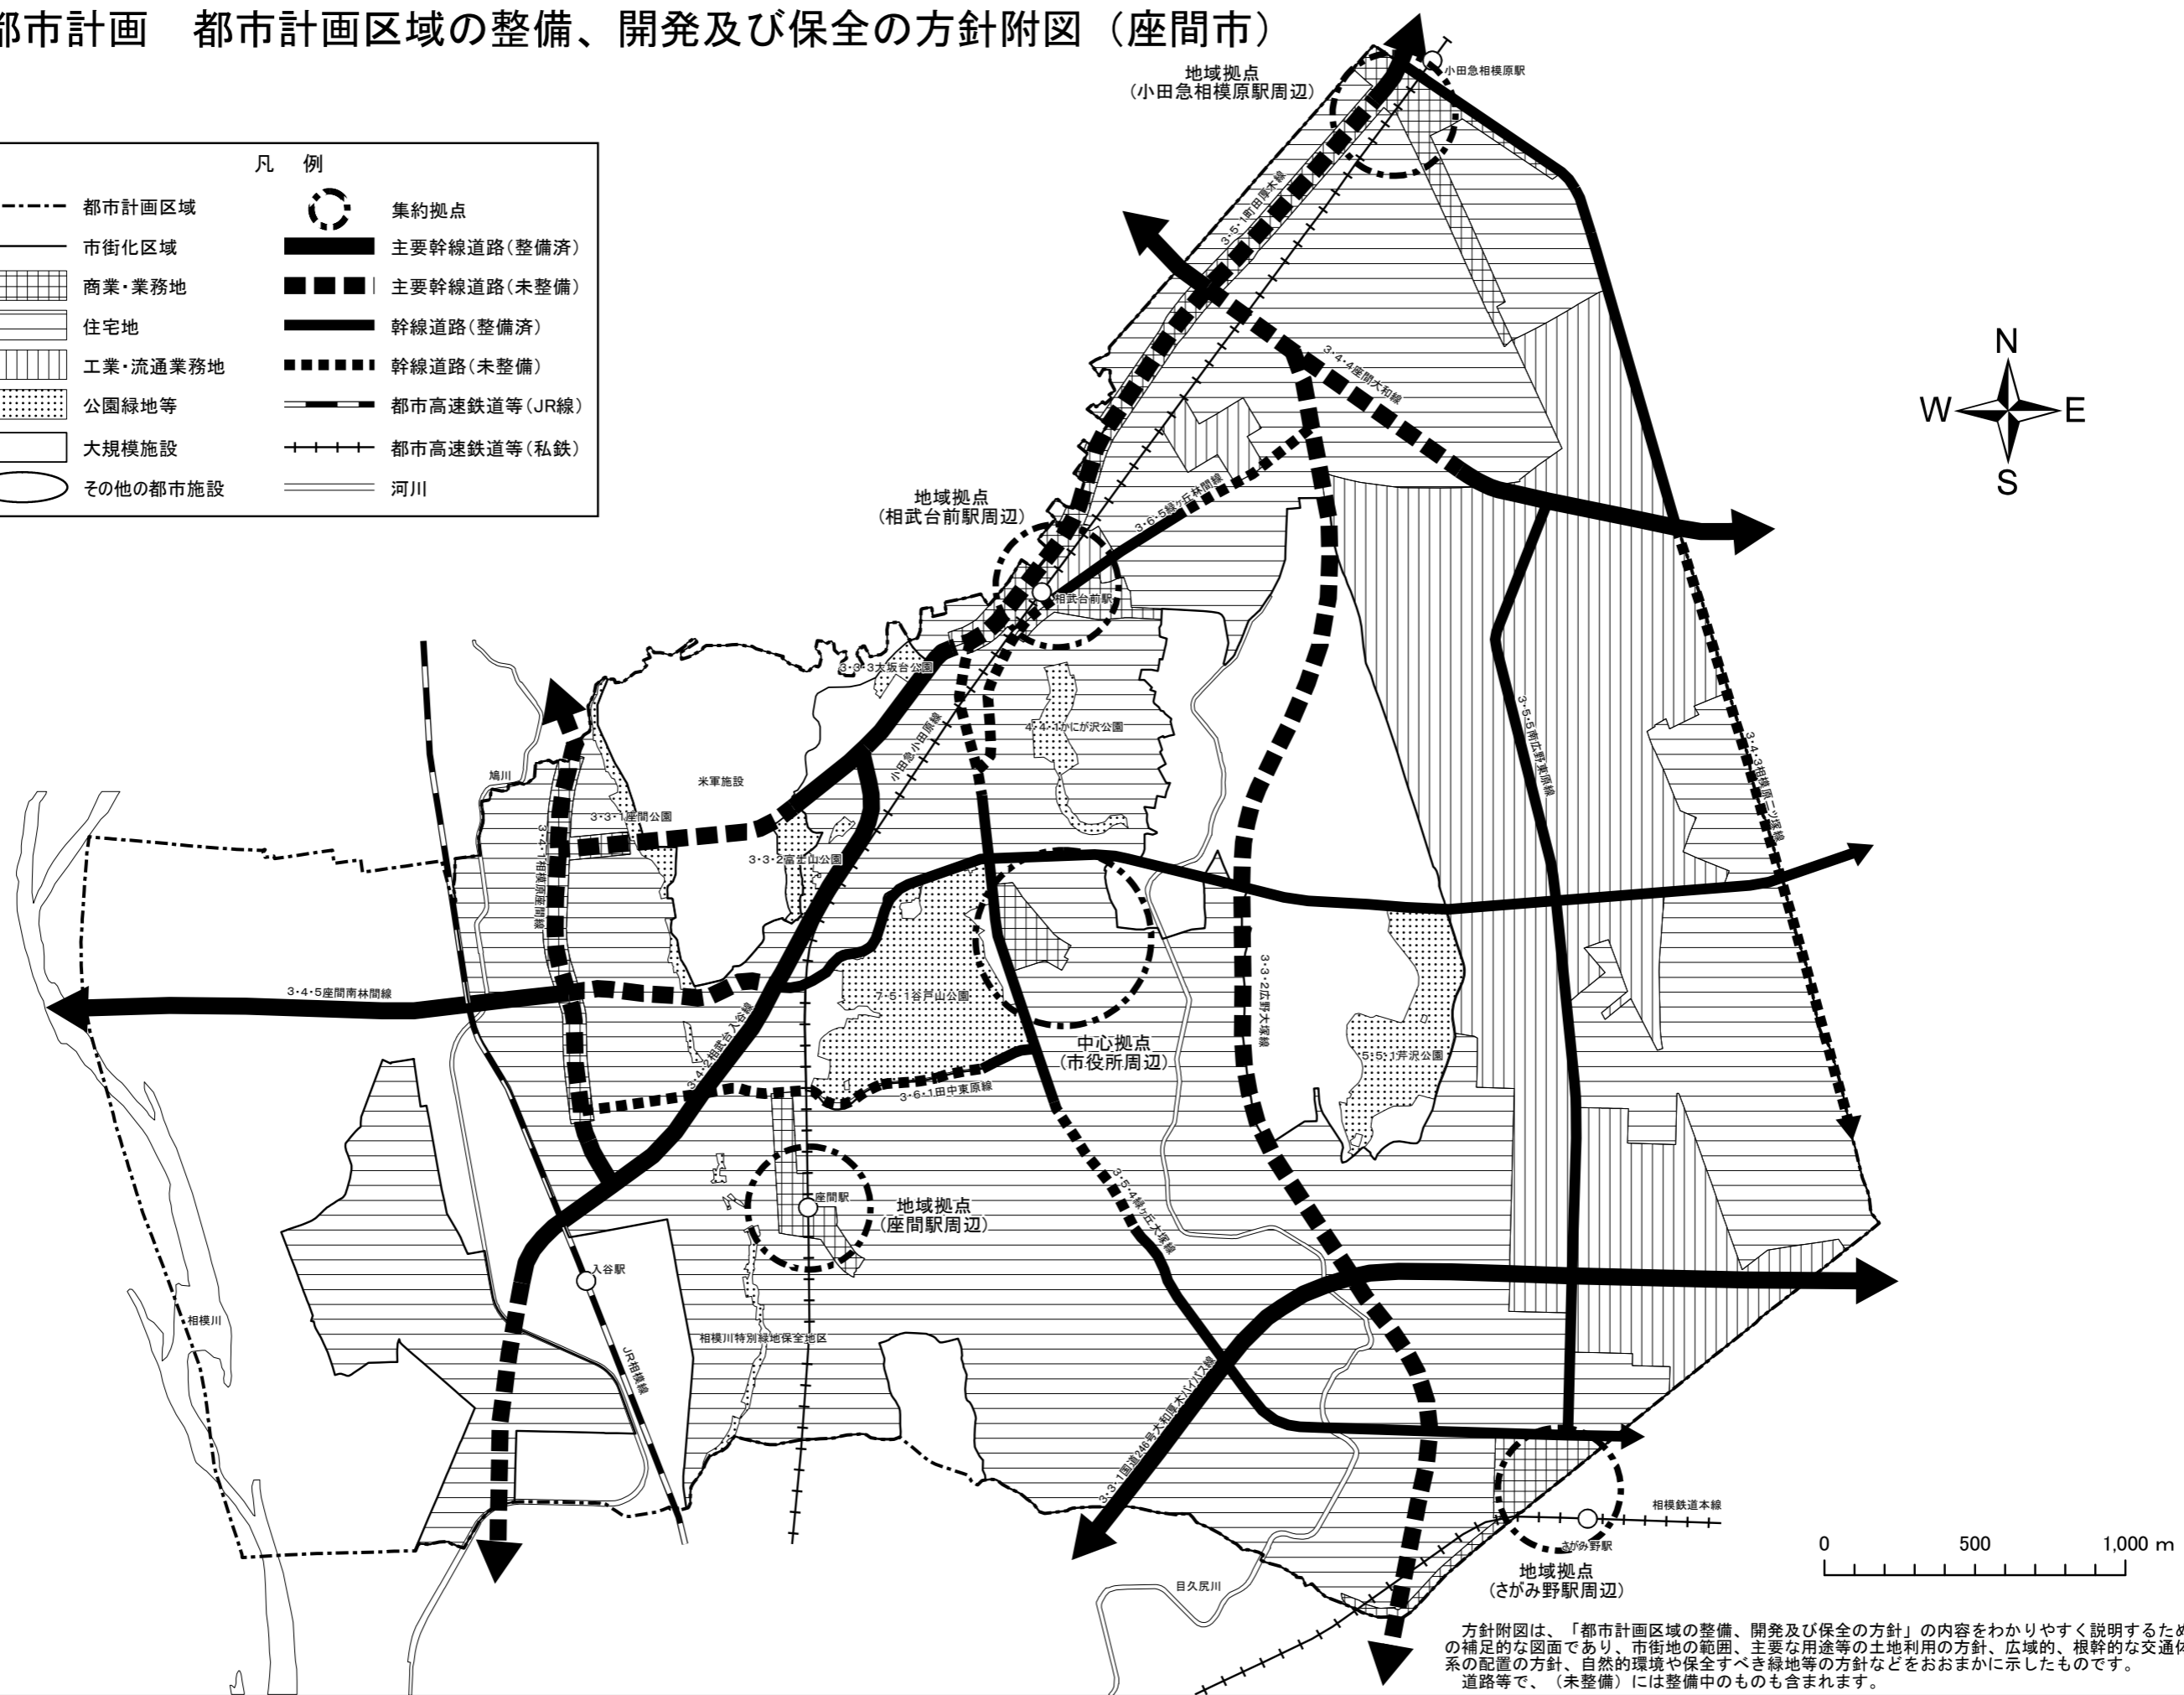 都市計画　都市計画区域の整備、開発及び保全の方針附図（座間市）
凡　例
都市計画区域
市街化区域
商業・業務地
住宅地
工業・流通業務地
公園緑地等
大規模施設
その他の都市施設
集約拠点
主要幹線道路（整備済）
主要幹線道路（未整備）
幹線道路（整備済）
幹線道路（未整備）
都市高速鉄道等（JR線）
都市高速鉄道等（私鉄）
河川
地域拠点
（小田急相模原駅周辺）
小田急相模原駅
3・5・1町田厚木線
N
W
E
S
3・4・4座間大和線
地域拠点
（相武台前駅周辺）
3・6・5緑ヶ丘林間線
相武台前駅
3・3・3大坂台公園
4・4・1かにが沢公園
小田急小田原線
3・5・5南広野東原線
3・4・3相模原二ツ塚線
鳩川
米軍施設
3・3・1座間公園
3・4・1相模原座間線
3・3・2富士山公園
3・4・5座間南林間線
7・5・1谷戸山公園
3・3・2広野大塚線
中心拠点
（市役所周辺）
5・5・1芹沢公園
3・4・2相武台入谷線
3・6・1田中東原線
3・5・4緑ヶ丘大塚線
座間駅
地域拠点
（座間駅周辺）
入谷駅
相模川
相模川特別緑地保全地区
JR相模線
3・3・1国道246号大和厚木バイパス線
相模鉄道本線
さがみ野駅
地域拠点
（さがみ野駅周辺）
目久尻川
0
500
1,000 m
方針附図は、「都市計画区域の整備、開発及び保全の方針」の内容をわかりやすく説明するため
の補足的な図面であり、市街地の範囲、主要な用途等の土地利用の方針、広域的、根幹的な交通体
系の配置の方針、自然的環境や保全すべき緑地等の方針などをおおまかに示したものです。
道路等で、（未整備）には整備中のものも含まれます。